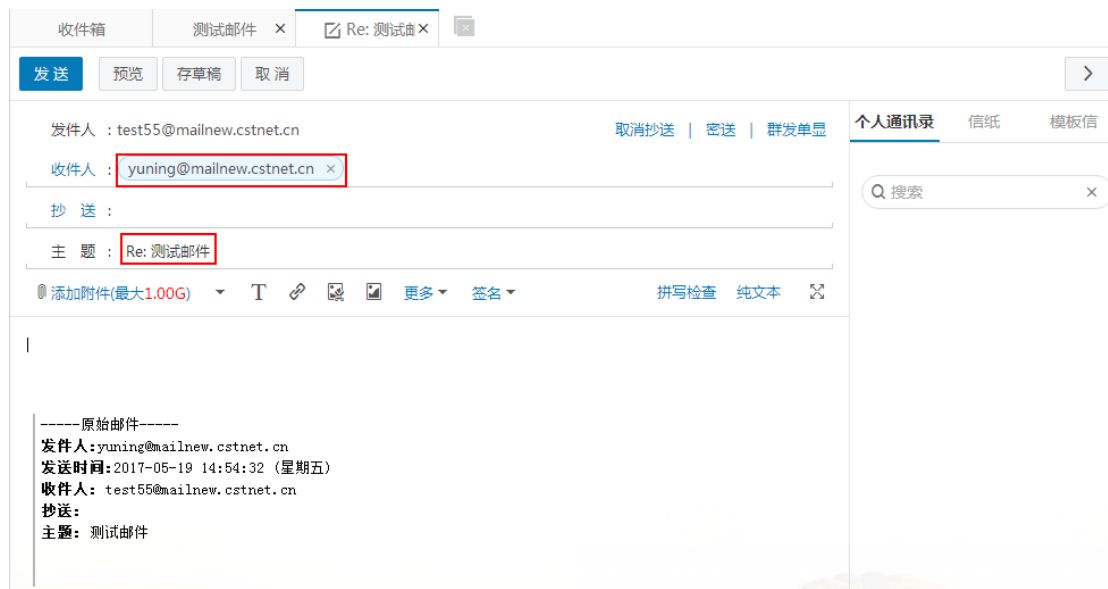 收件箱 测试邮件 × Re: 测试由 ×
发送 预览 存草稿 取消 >
发件人 : test55@mailnew.cstnet.cn 取消抄送 | 密送 | 群发单显
收件人 : yuning@mailnew.cstnet.cn ×
抄 送 :
主 题 : Re: 测试邮件
添加附件(最大1.00G) T 更多 签名 拼写检查 纯文本
个人通讯录 信纸 模板信
搜索 ×
-----原始邮件-----
发件人:yuning@mailnew.cstnet.cn
发送时间:2017-05-19 14:54:32 (星期五)
收件人: test55@mailnew.cstnet.cn
抄送:
主题: 测试邮件